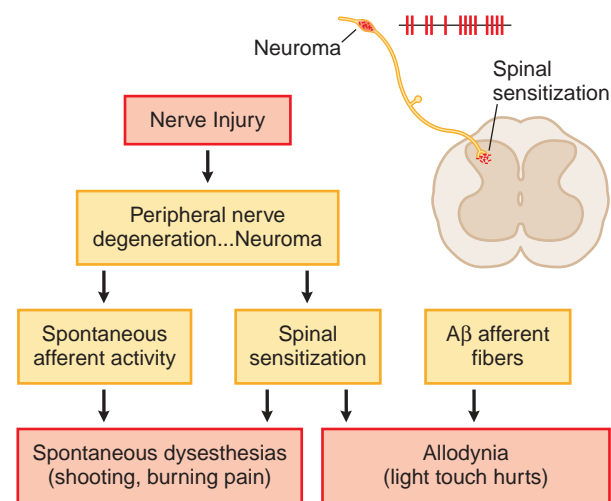 Neuroma
Spinal
sensitization
Nerve Injury
Peripheral nerve
degeneration...Neuroma
Spontaneous
afferent activity
Spinal
sensitization
Aβ afferent
fibers
Spontaneous dysesthesias
(shooting, burning pain)
Allodynia
(light touch hurts)